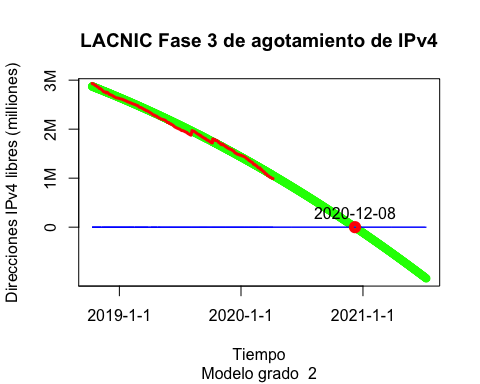 LACNIC Fase 3 de agotamiento de IPv4
Direcciones IPv4 libres (milliones)
3M
2M
1M
0
2020-12-08
2019-1-1
2020-1-1
2021-1-1
Tiempo
Modelo grado 2